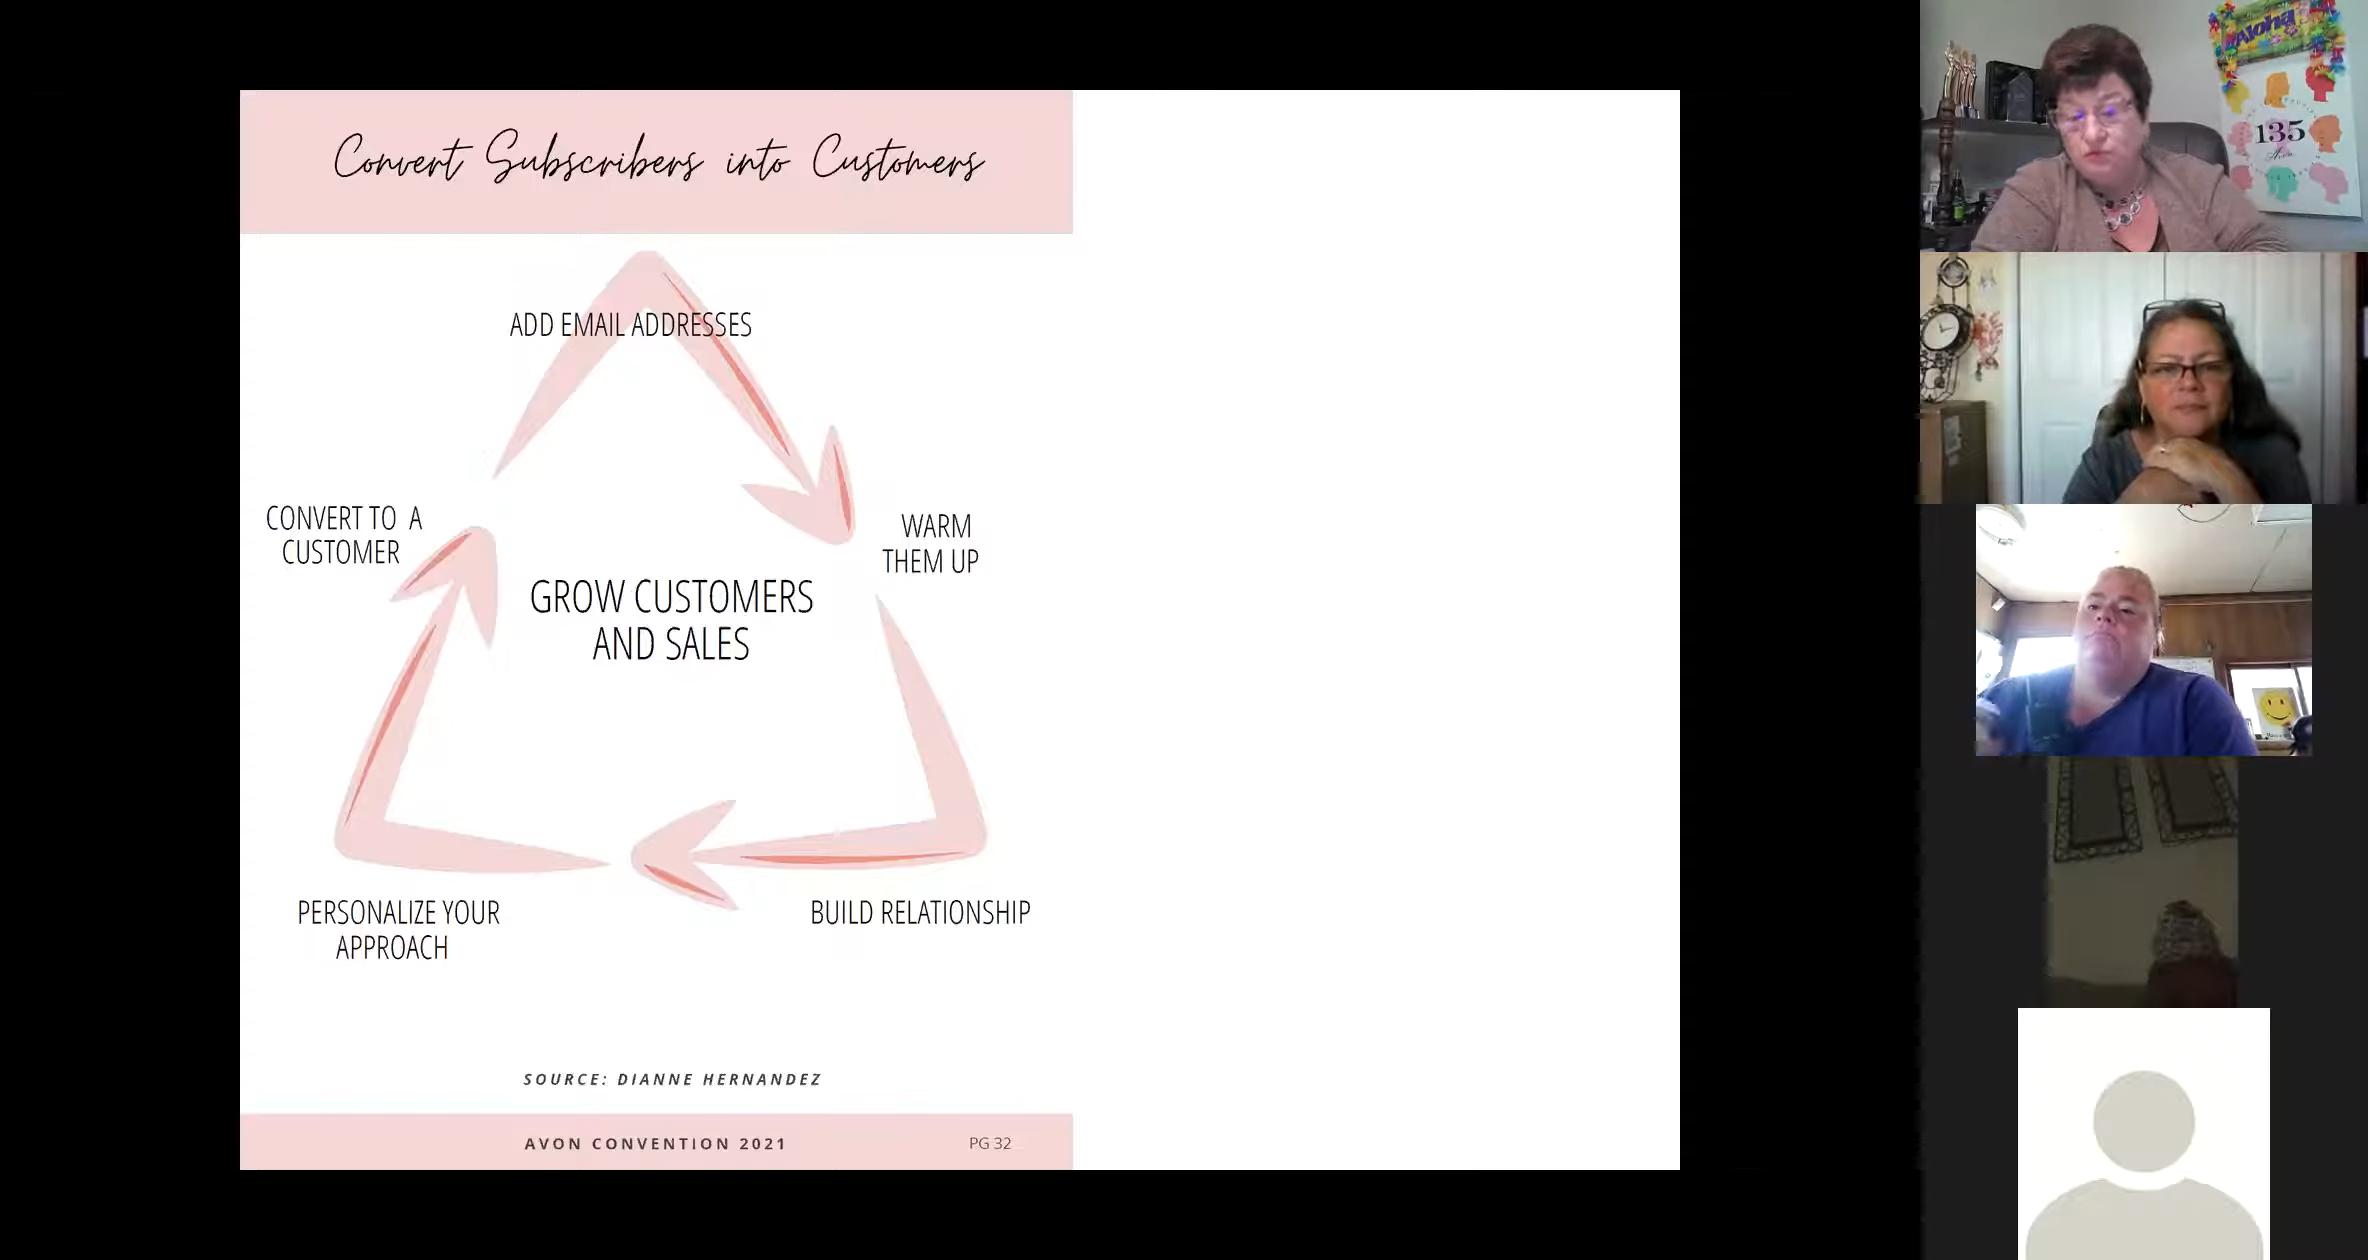 Convert Subscribers into Customers
ADD EMAIL ADDRESSES
CONVERT TO A
CUSTOMER
WARM
THEM UP
GROW CUSTOMERS
AND SALES
PERSONALIZE YOUR
APPROACH
BUILD RELATIONSHIP
SOURCE: DIANNE HERNANDEZ
AVON CONVENTION 2021
PG 32
Aloha
135